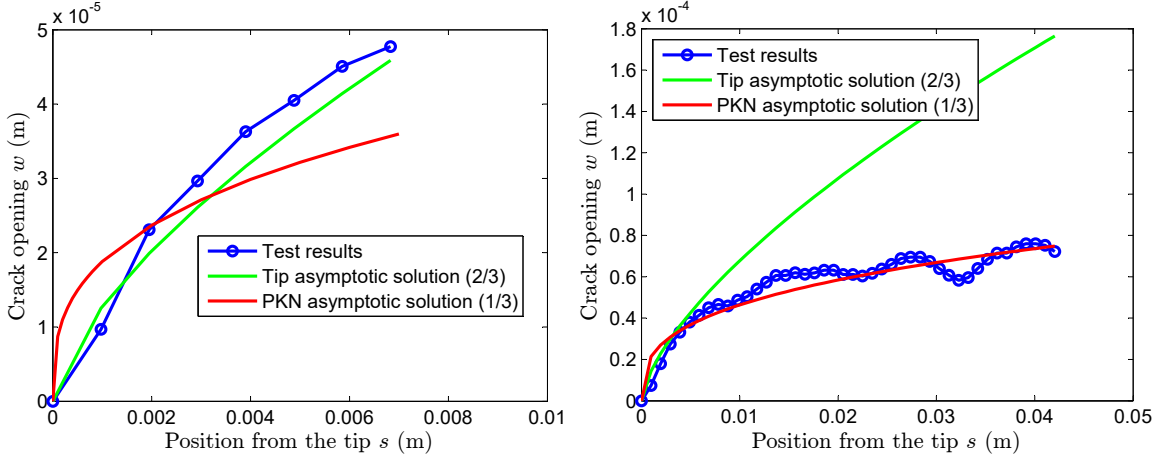 x 10⁻⁵
5
4
3
2
1
0
Crack opening w (m)
Test results
Tip asymptotic solution (2/3)
PKN asymptotic solution (1/3)
0 0.002 0.004 0.006 0.008 0.01
Position from the tip s (m)
x 10⁻⁴
1.8
1.6
1.4
1.2
1
0.8
0.6
0.4
0.2
0
Crack opening w (m)
Test results
Tip asymptotic solution (2/3)
PKN asymptotic solution (1/3)
0 0.01 0.02 0.03 0.04 0.05
Position from the tip s (m)